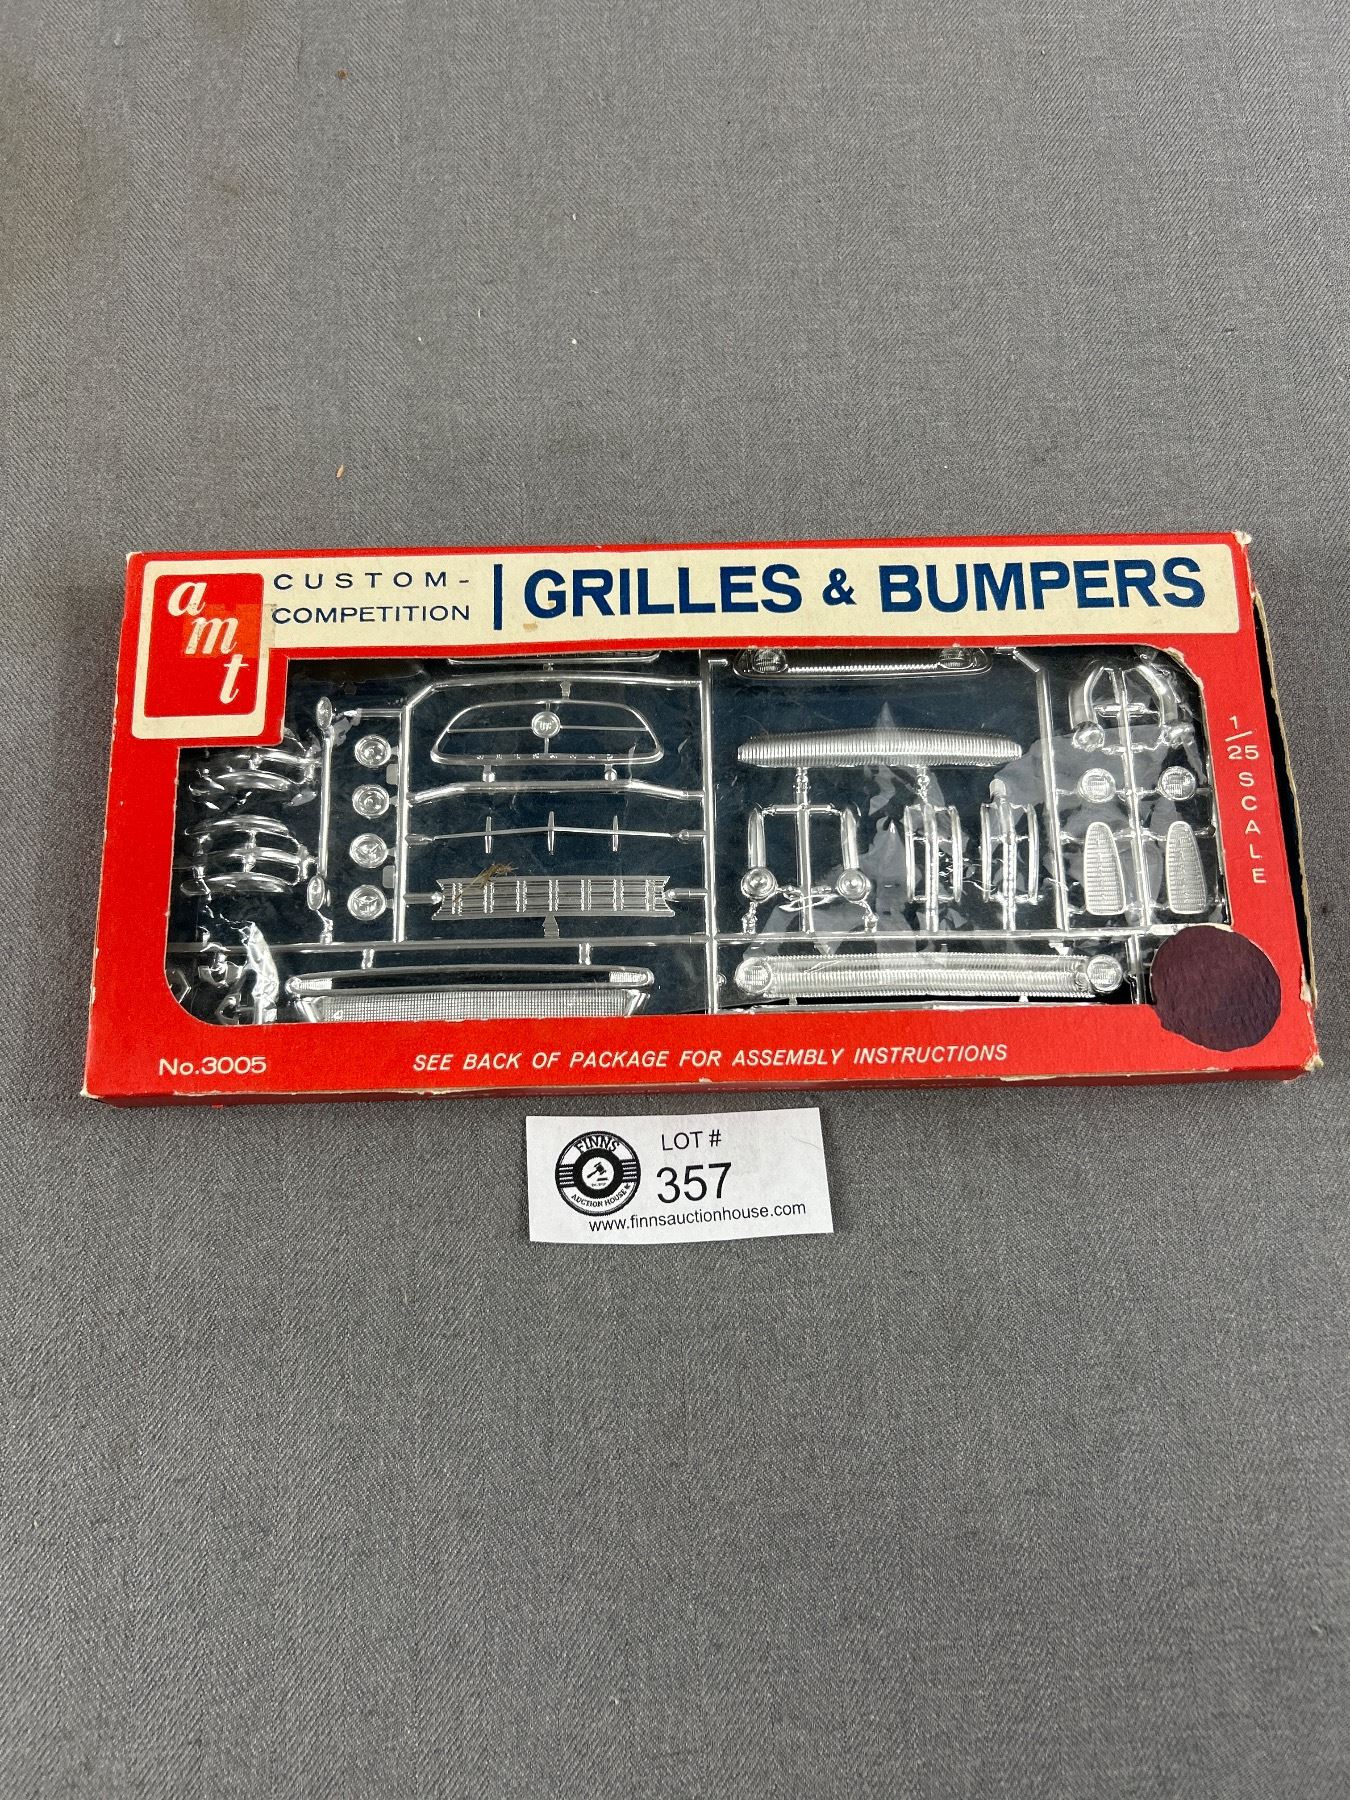 amt
CUSTOM-
COMPETITION
GRILLES & BUMPERS
1/25 SCALE
No.3005
SEE BACK OF PACKAGE FOR ASSEMBLY INSTRUCTIONS
FINNS
AUCTION HOUSE
LOT #
357
www.finnsauctionhouse.com